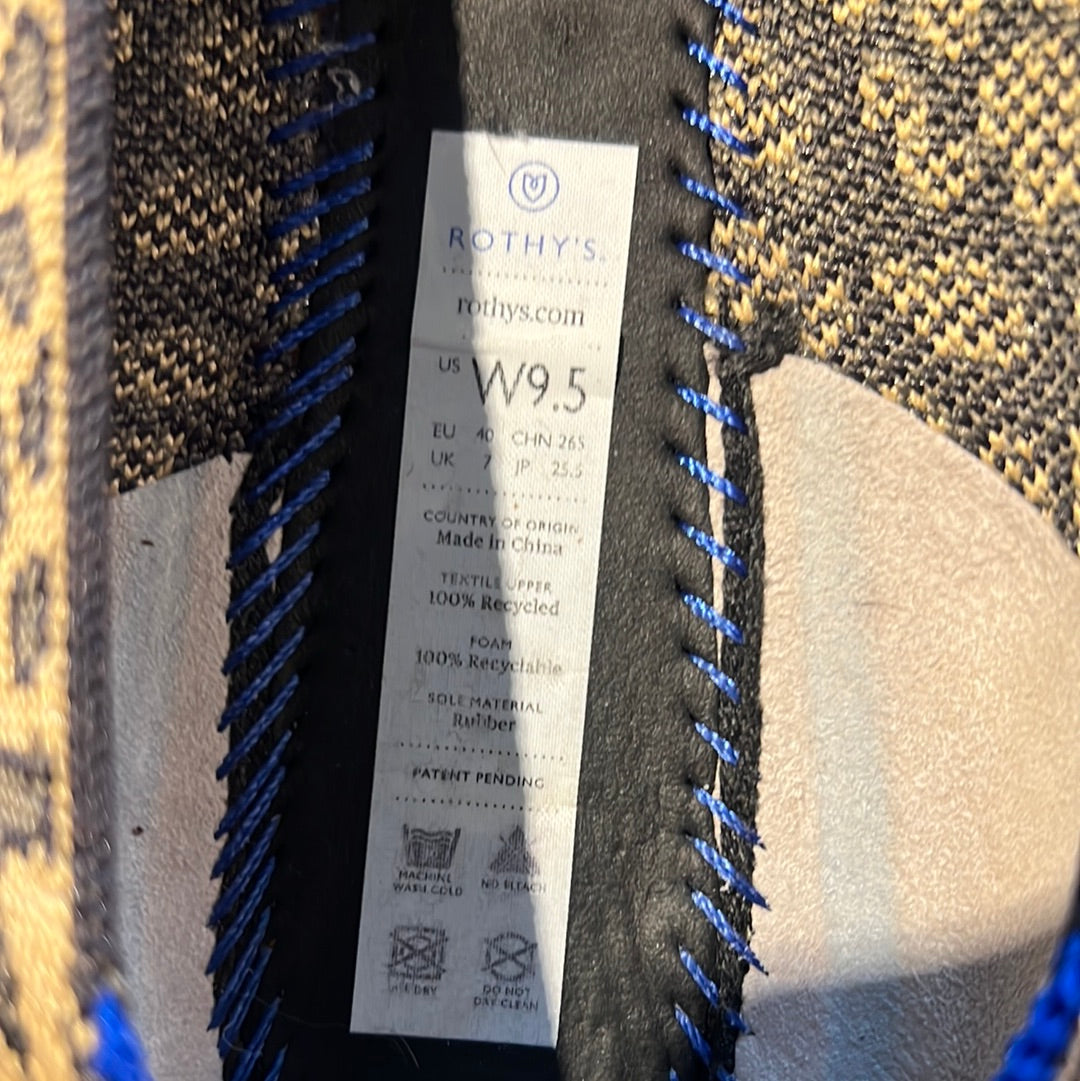 ROTHY'S.
rothys.com
US W9.5
EU 40 CHN 265
UK 7 JP 25.5
COUNTRY OF ORIGIN
Made in China
TEXTILE UPPER
100% Recycled
FOAM
100% Recyclable
SOLE MATERIAL
Rubber
PATENT PENDING
MACHINE WASH COLD
NO BLEACH
AIR DRY
DO NOT DRY CLEAN